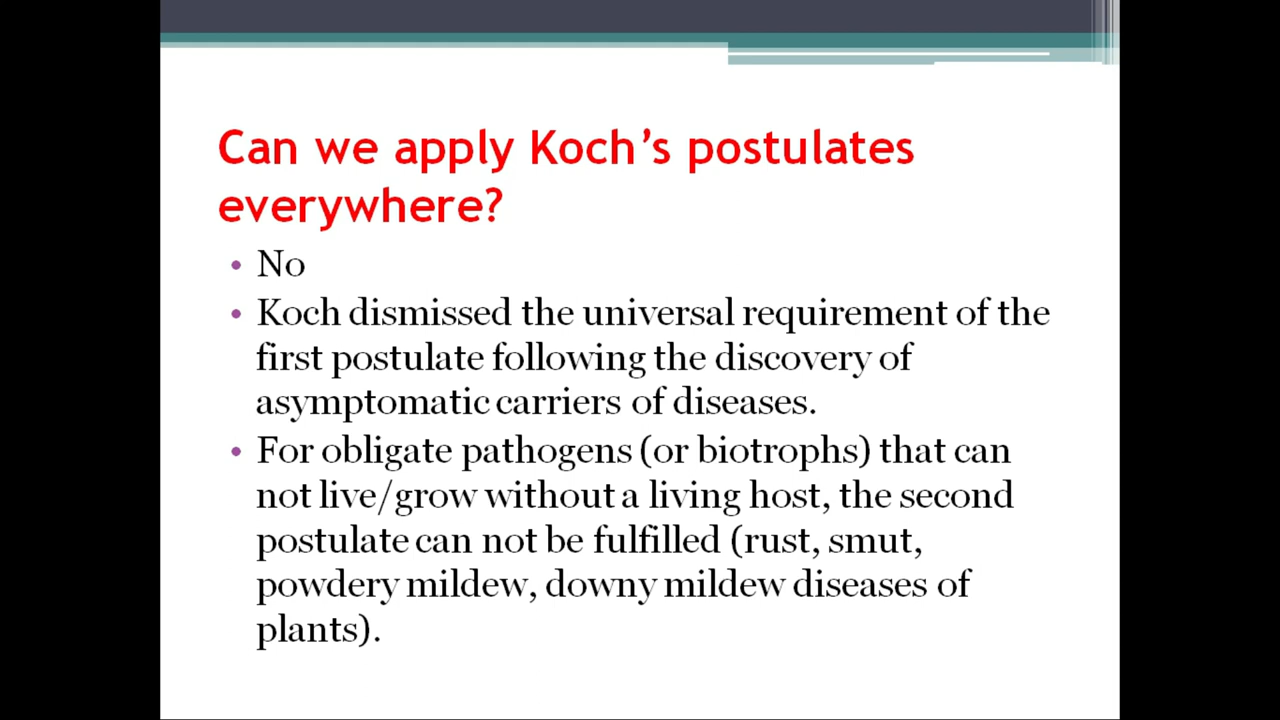 Can we apply Koch’s postulates
everywhere?
• No
• Koch dismissed the universal requirement of the
first postulate following the discovery of
asymptomatic carriers of diseases.
• For obligate pathogens (or biotrophs) that can
not live/grow without a living host, the second
postulate can not be fulfilled (rust, smut,
powdery mildew, downy mildew diseases of
plants).